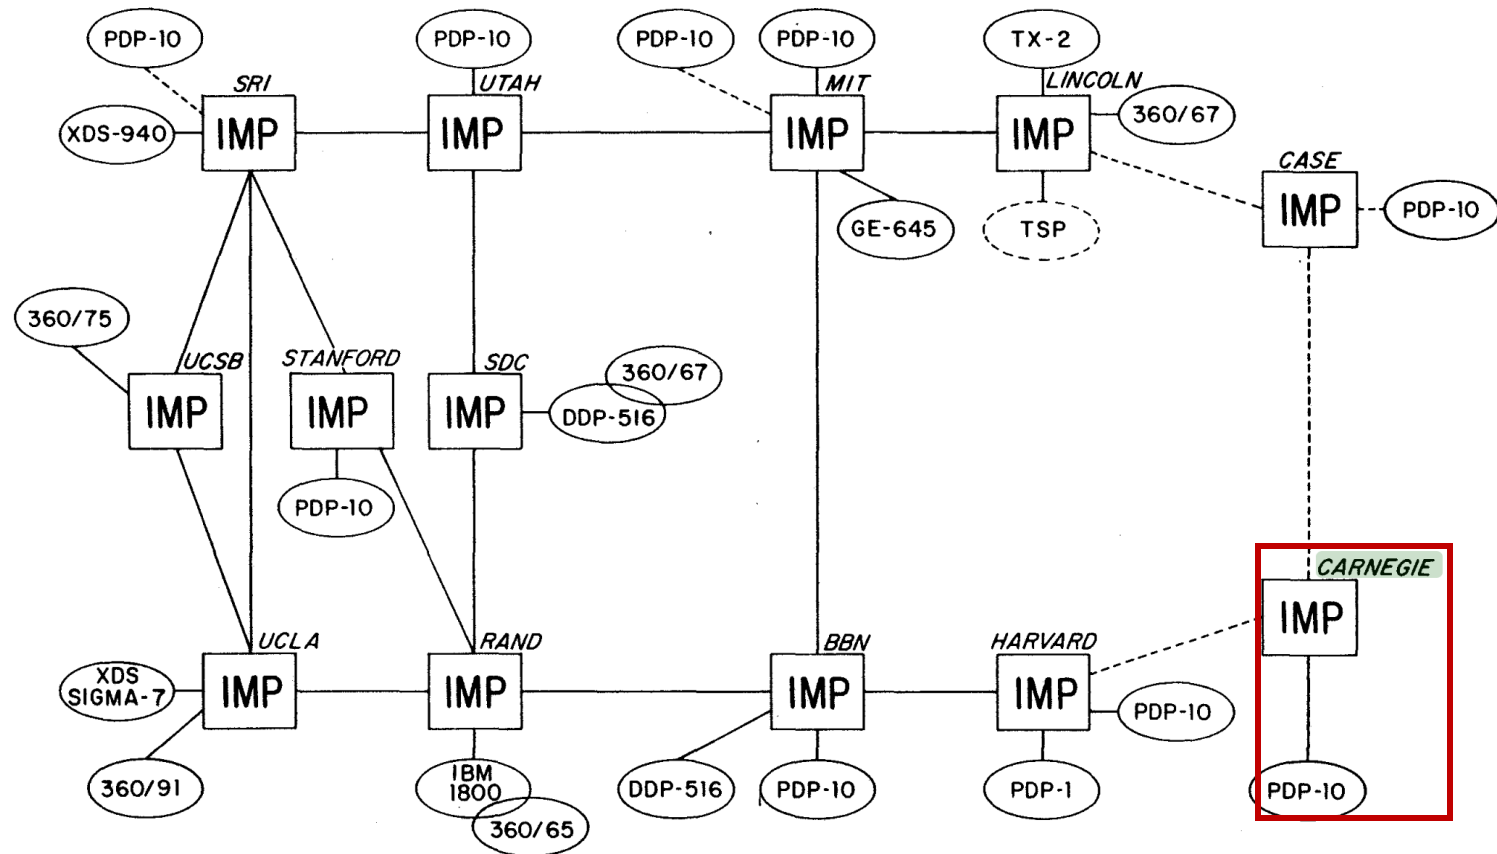 PDP-10
PDP-10
PDP-10
PDP-10
TX-2
SRI
UTAH
MIT
LINCOLN
XDS-940
IMP
IMP
IMP
IMP
360/67
CASE
IMP
PDP-10
GE-645
TSP
360/75
UCSB
STANFORD
SDC
360/67
IMP
IMP
IMP
DDP-516
PDP-10
CARNEGIE
IMP
UCLA
RAND
BBN
HARVARD
XDS
SIGMA-7
IMP
IMP
IMP
IMP
PDP-10
360/91
IBM
1800
DDP-516
PDP-10
PDP-1
PDP-10
360/65